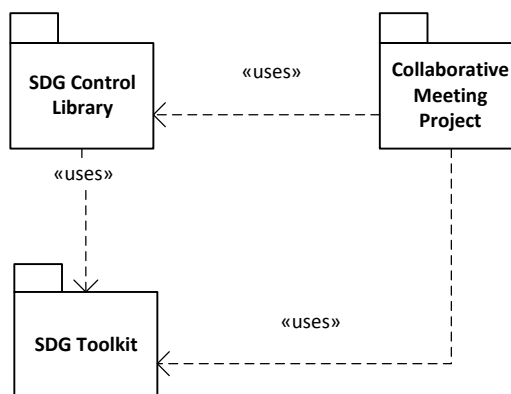 SDG Control
Library
«uses»
Collaborative
Meeting
Project
«uses»
SDG Toolkit
«uses»